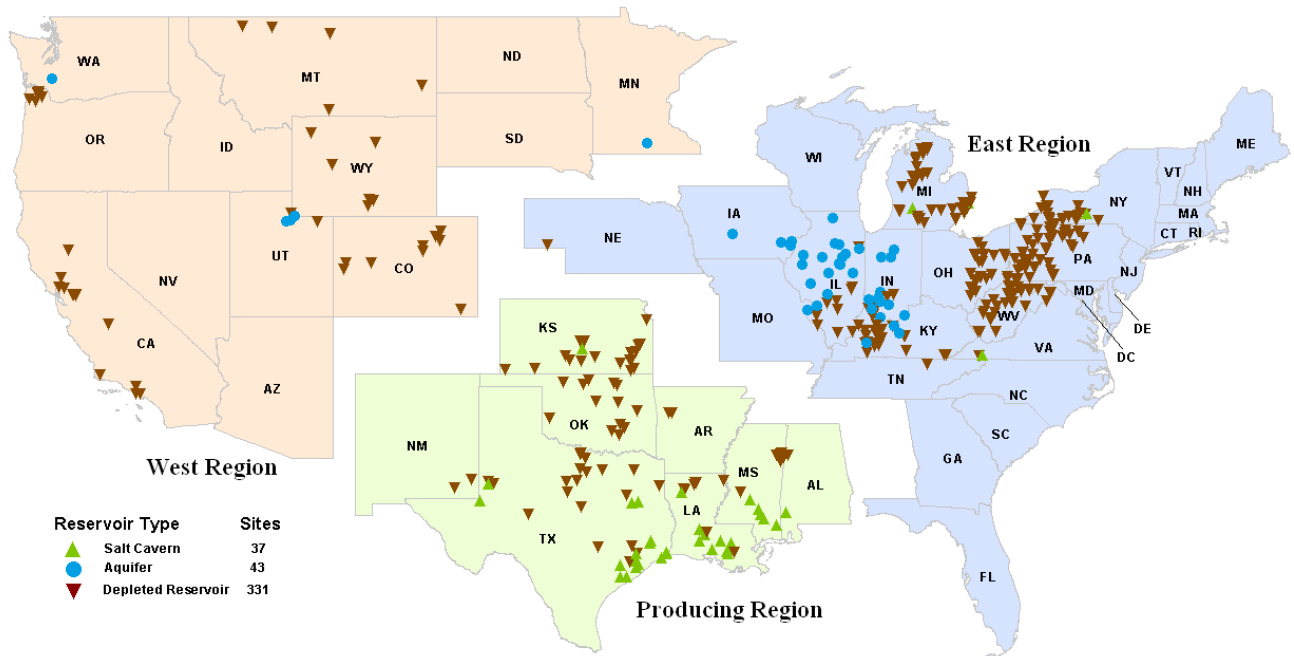 WA
MT
ND
MN
OR
ID
SD
WY
NV
UT
CO
CA
AZ
West Region
East Region
WI
MI
ME
VT
NH
NY
MA
CT
RI
IA
NE
PA
NJ
OH
IL
IN
MD
DE
MO
WV
KY
VA
DC
TN
NC
SC
GA
FL
KS
OK
AR
NM
MS
AL
LA
TX
Producing Region
Reservoir Type Sites
Salt Cavern 37
Aquifer 43
Depleted Reservoir 331